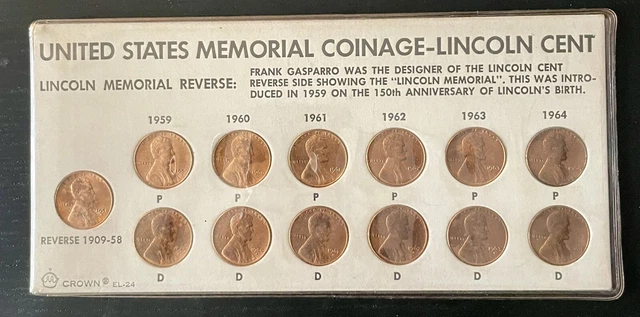 UNITED STATES MEMORIAL COINAGE-LINCOLN CENT
LINCOLN MEMORIAL REVERSE:
FRANK GASPARRO WAS THE DESIGNER OF THE LINCOLN CENT
REVERSE SIDE SHOWING THE "LINCOLN MEMORIAL". THIS WAS INTRO-
DUCED IN 1959 ON THE 150th ANNIVERSARY OF LINCOLN'S BIRTH.
1959 1960 1961 1962 1963 1964
P P P P P P
REVERSE 1909-58
D D D D D D
CROWN® EL-24